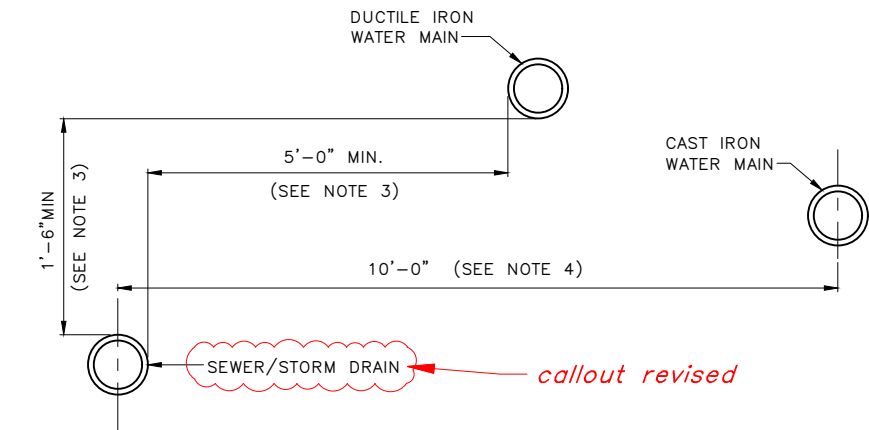 DUCTILE IRON
WATER MAIN
CAST IRON
WATER MAIN
5'-0" MIN.
(SEE NOTE 3)
1'-6"MIN
(SEE NOTE 3)
10'-0" (SEE NOTE 4)
SEWER/STORM DRAIN
callout revised